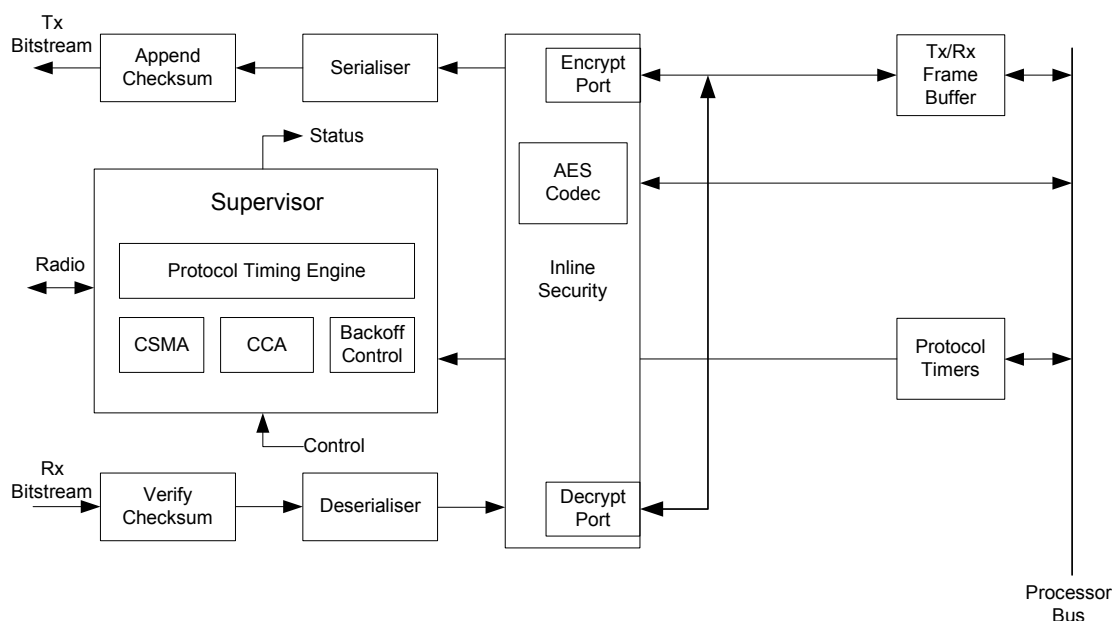 Tx
Bitstream
Append
Checksum
Serialiser
Encrypt
Port
Tx/Rx
Frame
Buffer
Status
AES
Codec
Supervisor
Radio
Protocol Timing Engine
Inline
Security
CSMA
CCA
Backoff
Control
Protocol
Timers
Control
Rx
Bitstream
Verify
Checksum
Deserialiser
Decrypt
Port
Processor
Bus